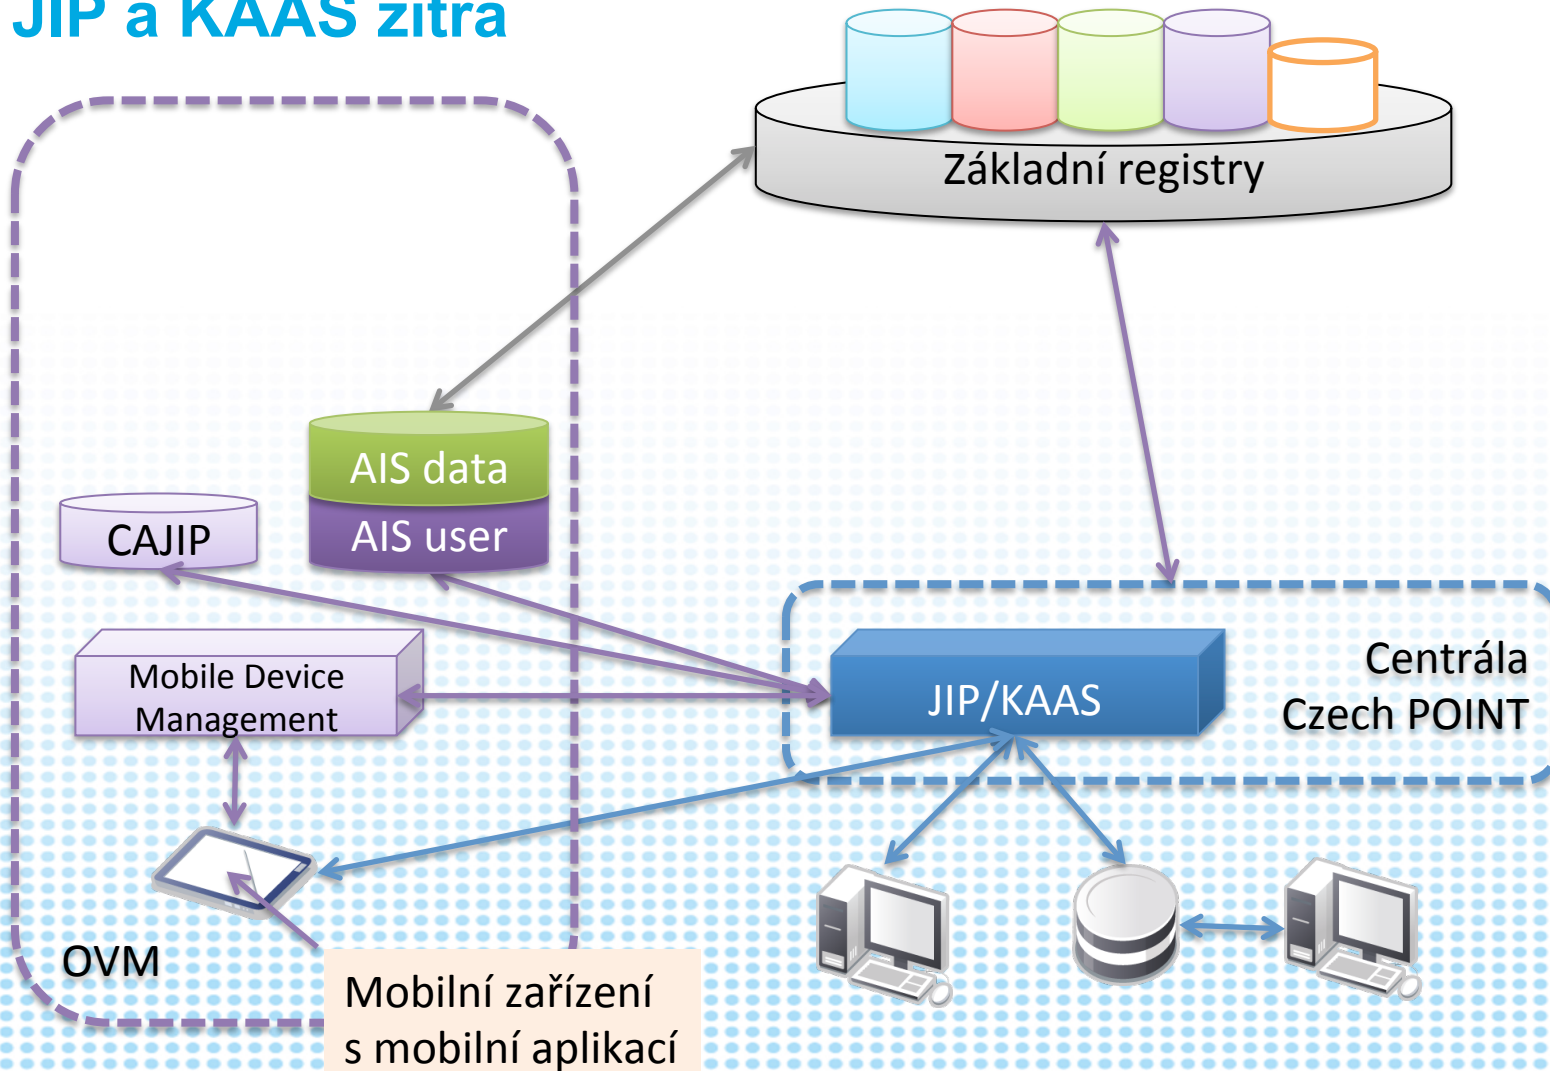 JIP a KAAS zítra
Základní registry
AIS data
AIS user
CAJIP
Mobile Device
Management
JIP/KAAS
Centrála
Czech POINT
OVM
Mobilní zařízení
s mobilní aplikací